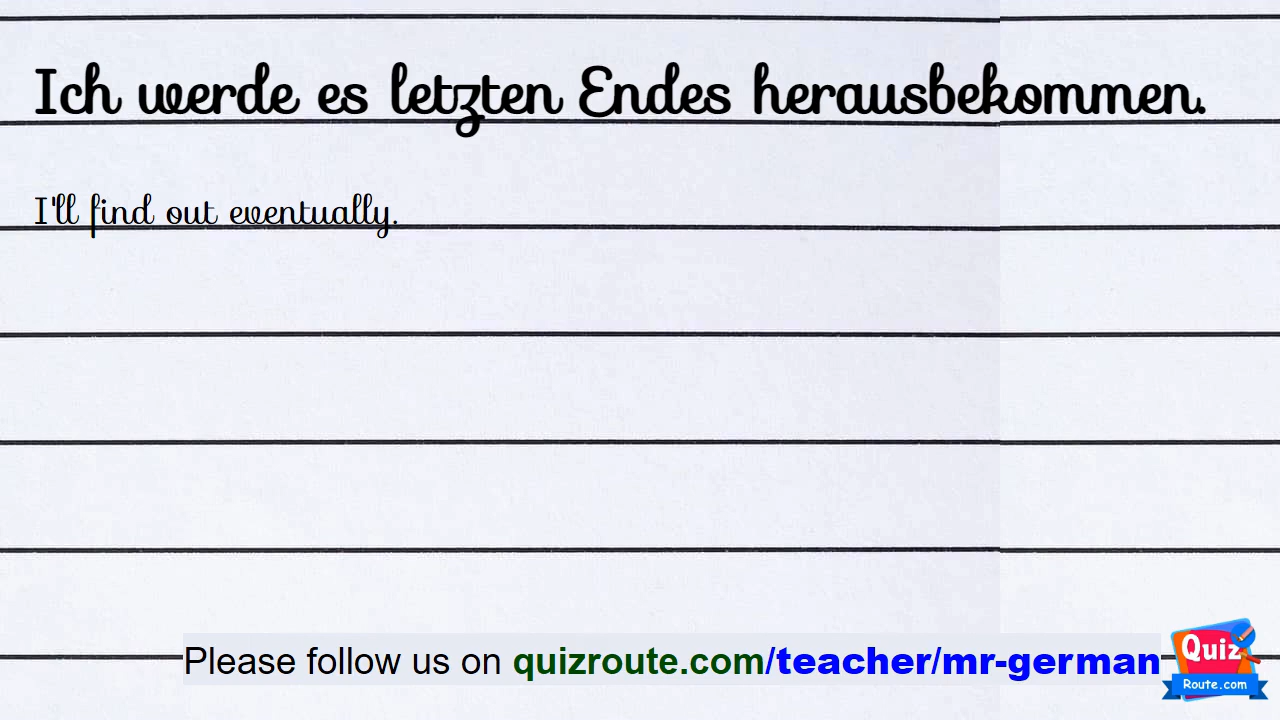 Ich werde es letzten Endes herausbekommen.
I'll find out eventually.
Please follow us on quizroute.com/teacher/mr-german
Quiz
Route.com